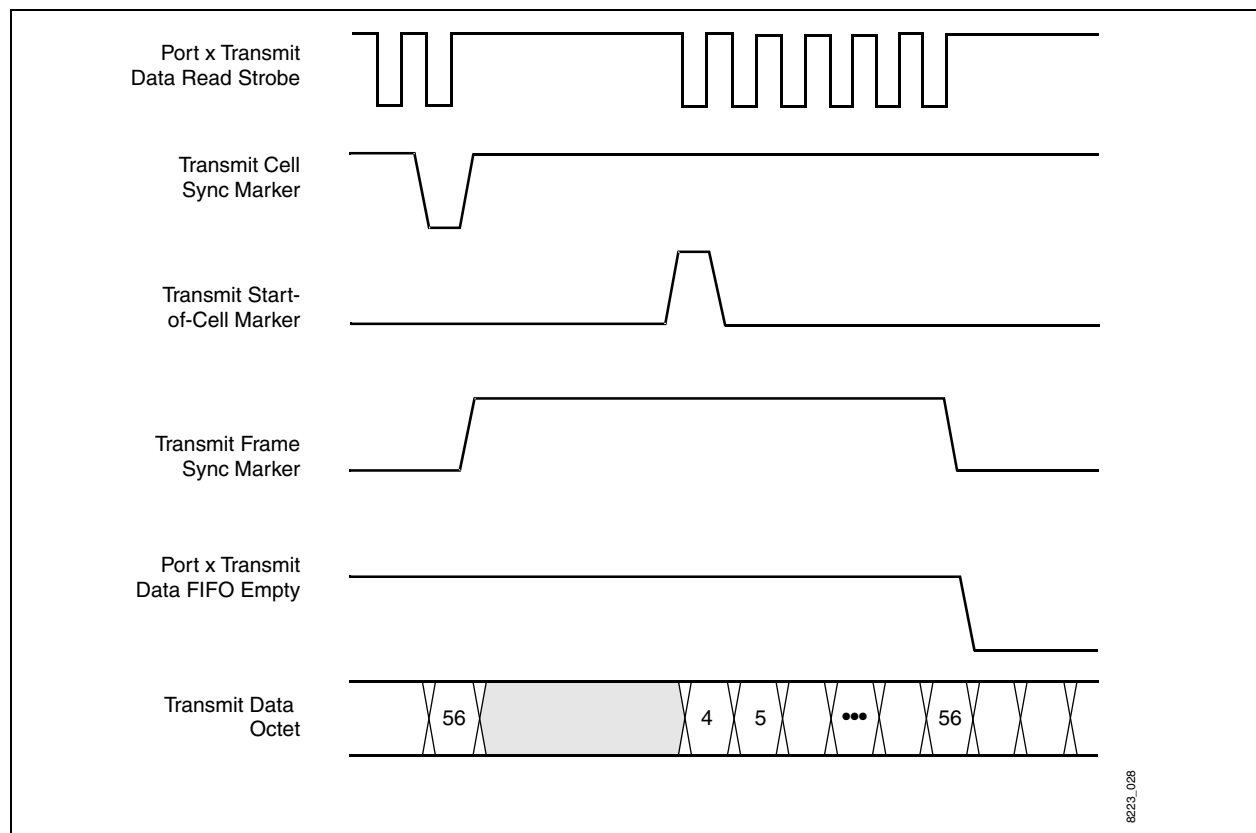 Port x Transmit
Data Read Strobe
Transmit Cell
Sync Marker
Transmit Start-
of-Cell Marker
Transmit Frame
Sync Marker
Port x Transmit
Data FIFO Empty
Transmit Data
Octet
56
4
5
•••
56
8223_028